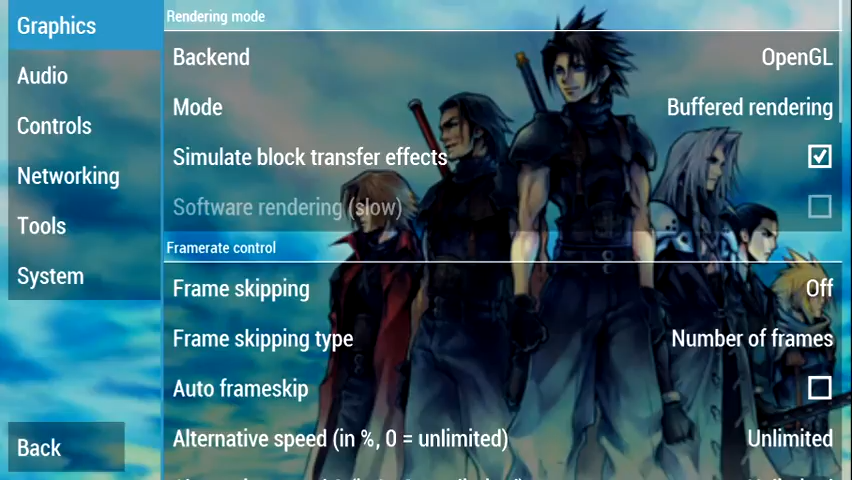 Graphics
Audio
Controls
Networking
Tools
System
Back
Rendering mode
Backend OpenGL
Mode Buffered rendering
Simulate block transfer effects
Software rendering (slow)
Framerate control
Frame skipping Off
Frame skipping type Number of frames
Auto frameskip
Alternative speed (in %, 0 = unlimited) Unlimited